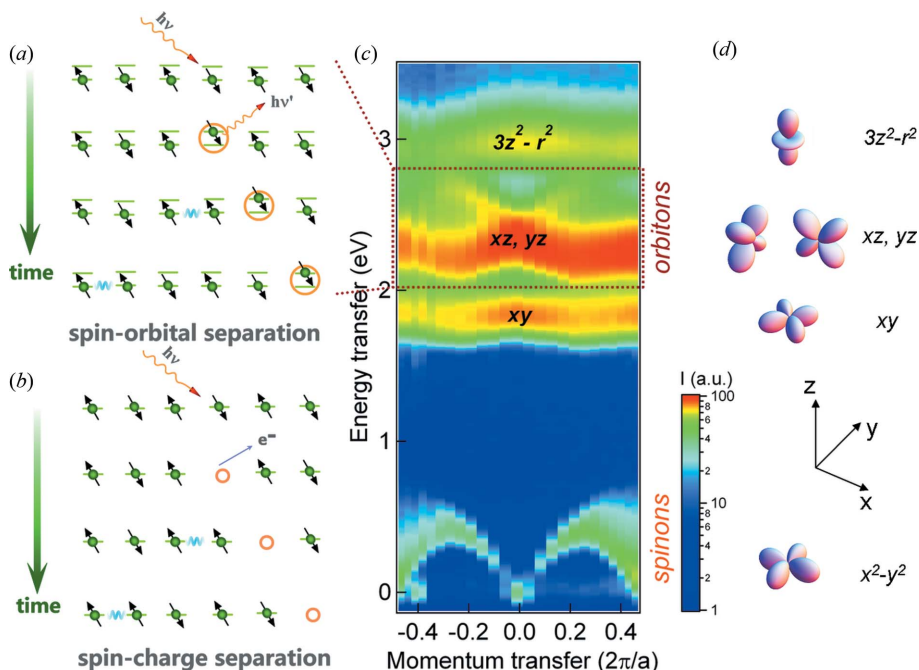 (a)
hν
hν'
time
spin-orbital separation
(b)
hν
e⁻
time
spin-charge separation
(c)
Energy transfer (eV)
3
2
1
0
3z²- r²
xz, yz
xy
orbitons
spinons
-0.4 -0.2 0.0 0.2 0.4
Momentum transfer (2π/a)
I (a.u.)
100
8
6
4
2
10
8
6
4
2
1
(d)
3z²-r²
xz, yz
xy
z
y
x
x²-y²